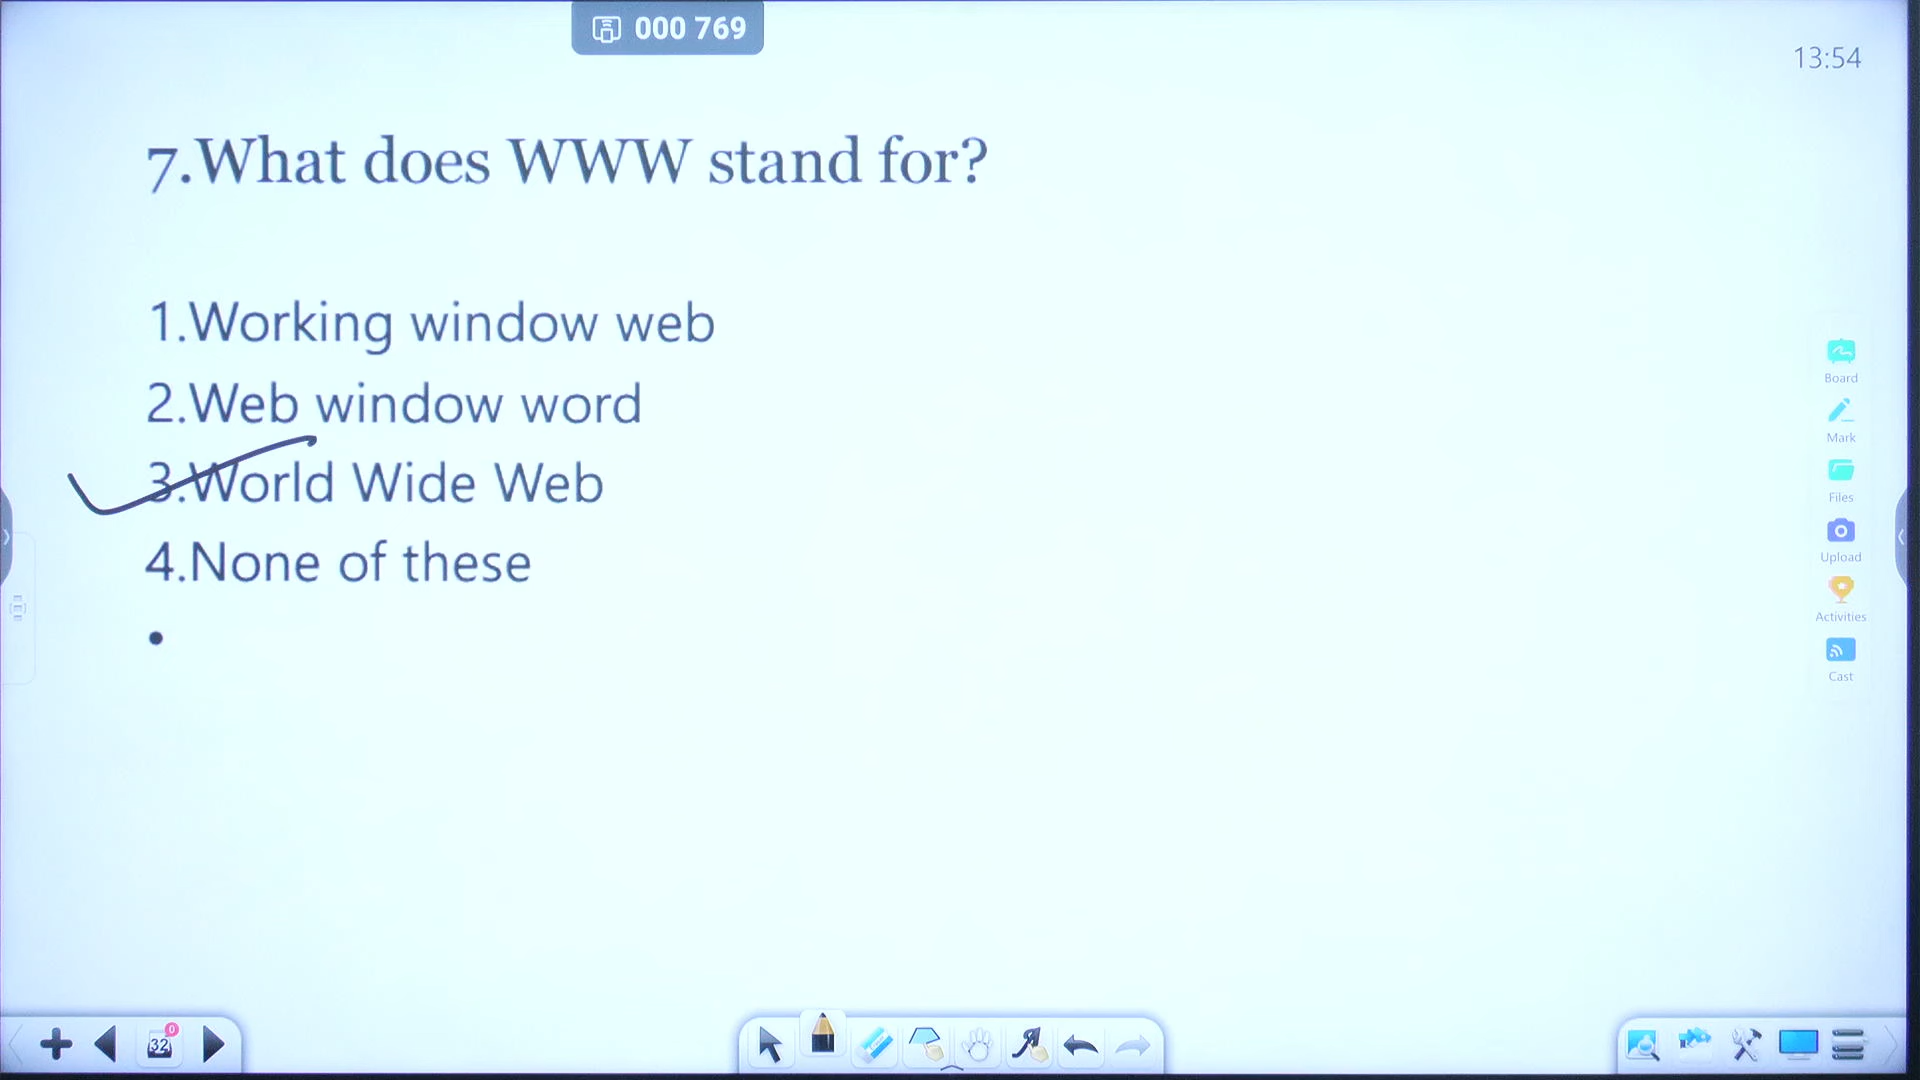 000 769
13:54
7.What does WWW stand for?
1.Working window web
2.Web window word
3.World Wide Web
4.None of these
•
Board
Mark
Files
Upload
Activities
Cast
0
32